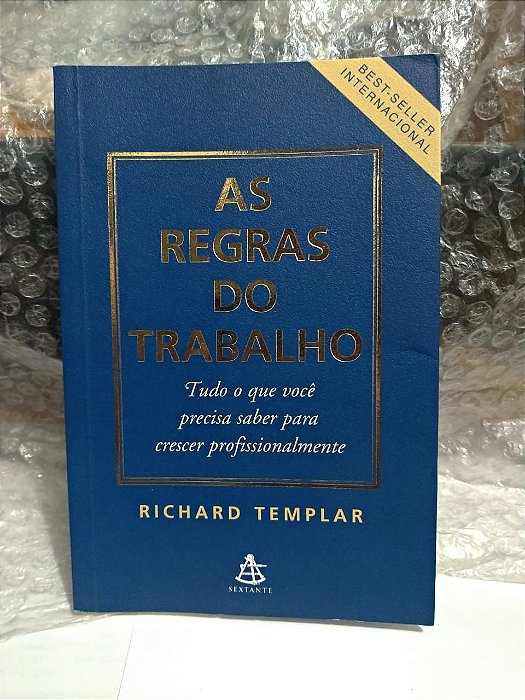 BEST-SELLER
INTERNACIONAL
AS
REGRAS
DO
TRABALHO
Tudo o que você
precisa saber para
crescer profissionalmente
RICHARD TEMPLAR
SEXTANTE